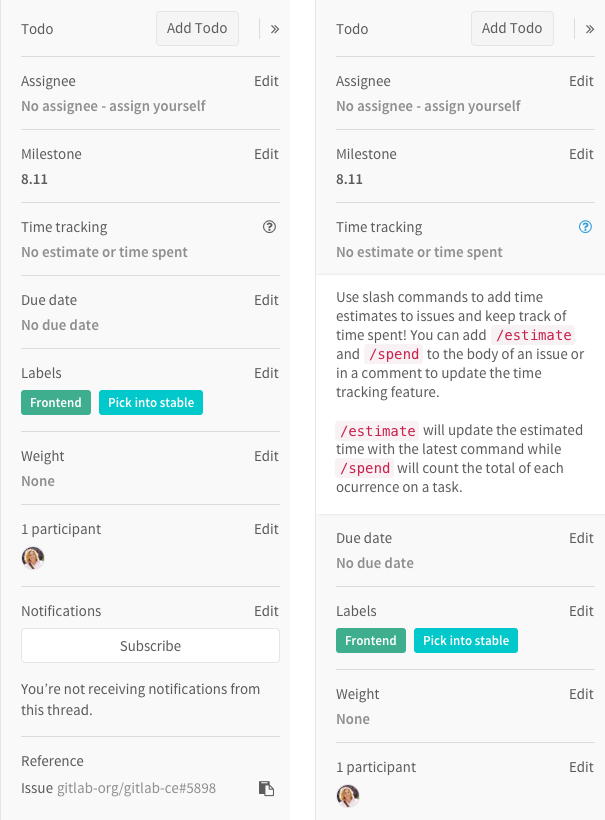 Todo Add Todo »
Assignee Edit
No assignee - assign yourself
Milestone Edit
8.11
Time tracking ?
No estimate or time spent
Due date Edit
No due date
Labels Edit
Frontend Pick into stable
Weight Edit
None
1 participant Edit
Notifications Edit
Subscribe
You’re not receiving notifications from
this thread.
Reference
Issue gitlab-org/gitlab-ce#5898
Todo Add Todo »
Assignee Edit
No assignee - assign yourself
Milestone Edit
8.11
Time tracking ?
No estimate or time spent
Use slash commands to add time
estimates to issues and keep track of
time spent! You can add /estimate
and /spend to the body of an issue or
in a comment to update the time
tracking feature.
/estimate will update the estimated
time with the latest command while
/spend will count the total of each
ocurrence on a task.
Due date Edit
No due date
Labels Edit
Frontend Pick into stable
Weight Edit
None
1 participant Edit